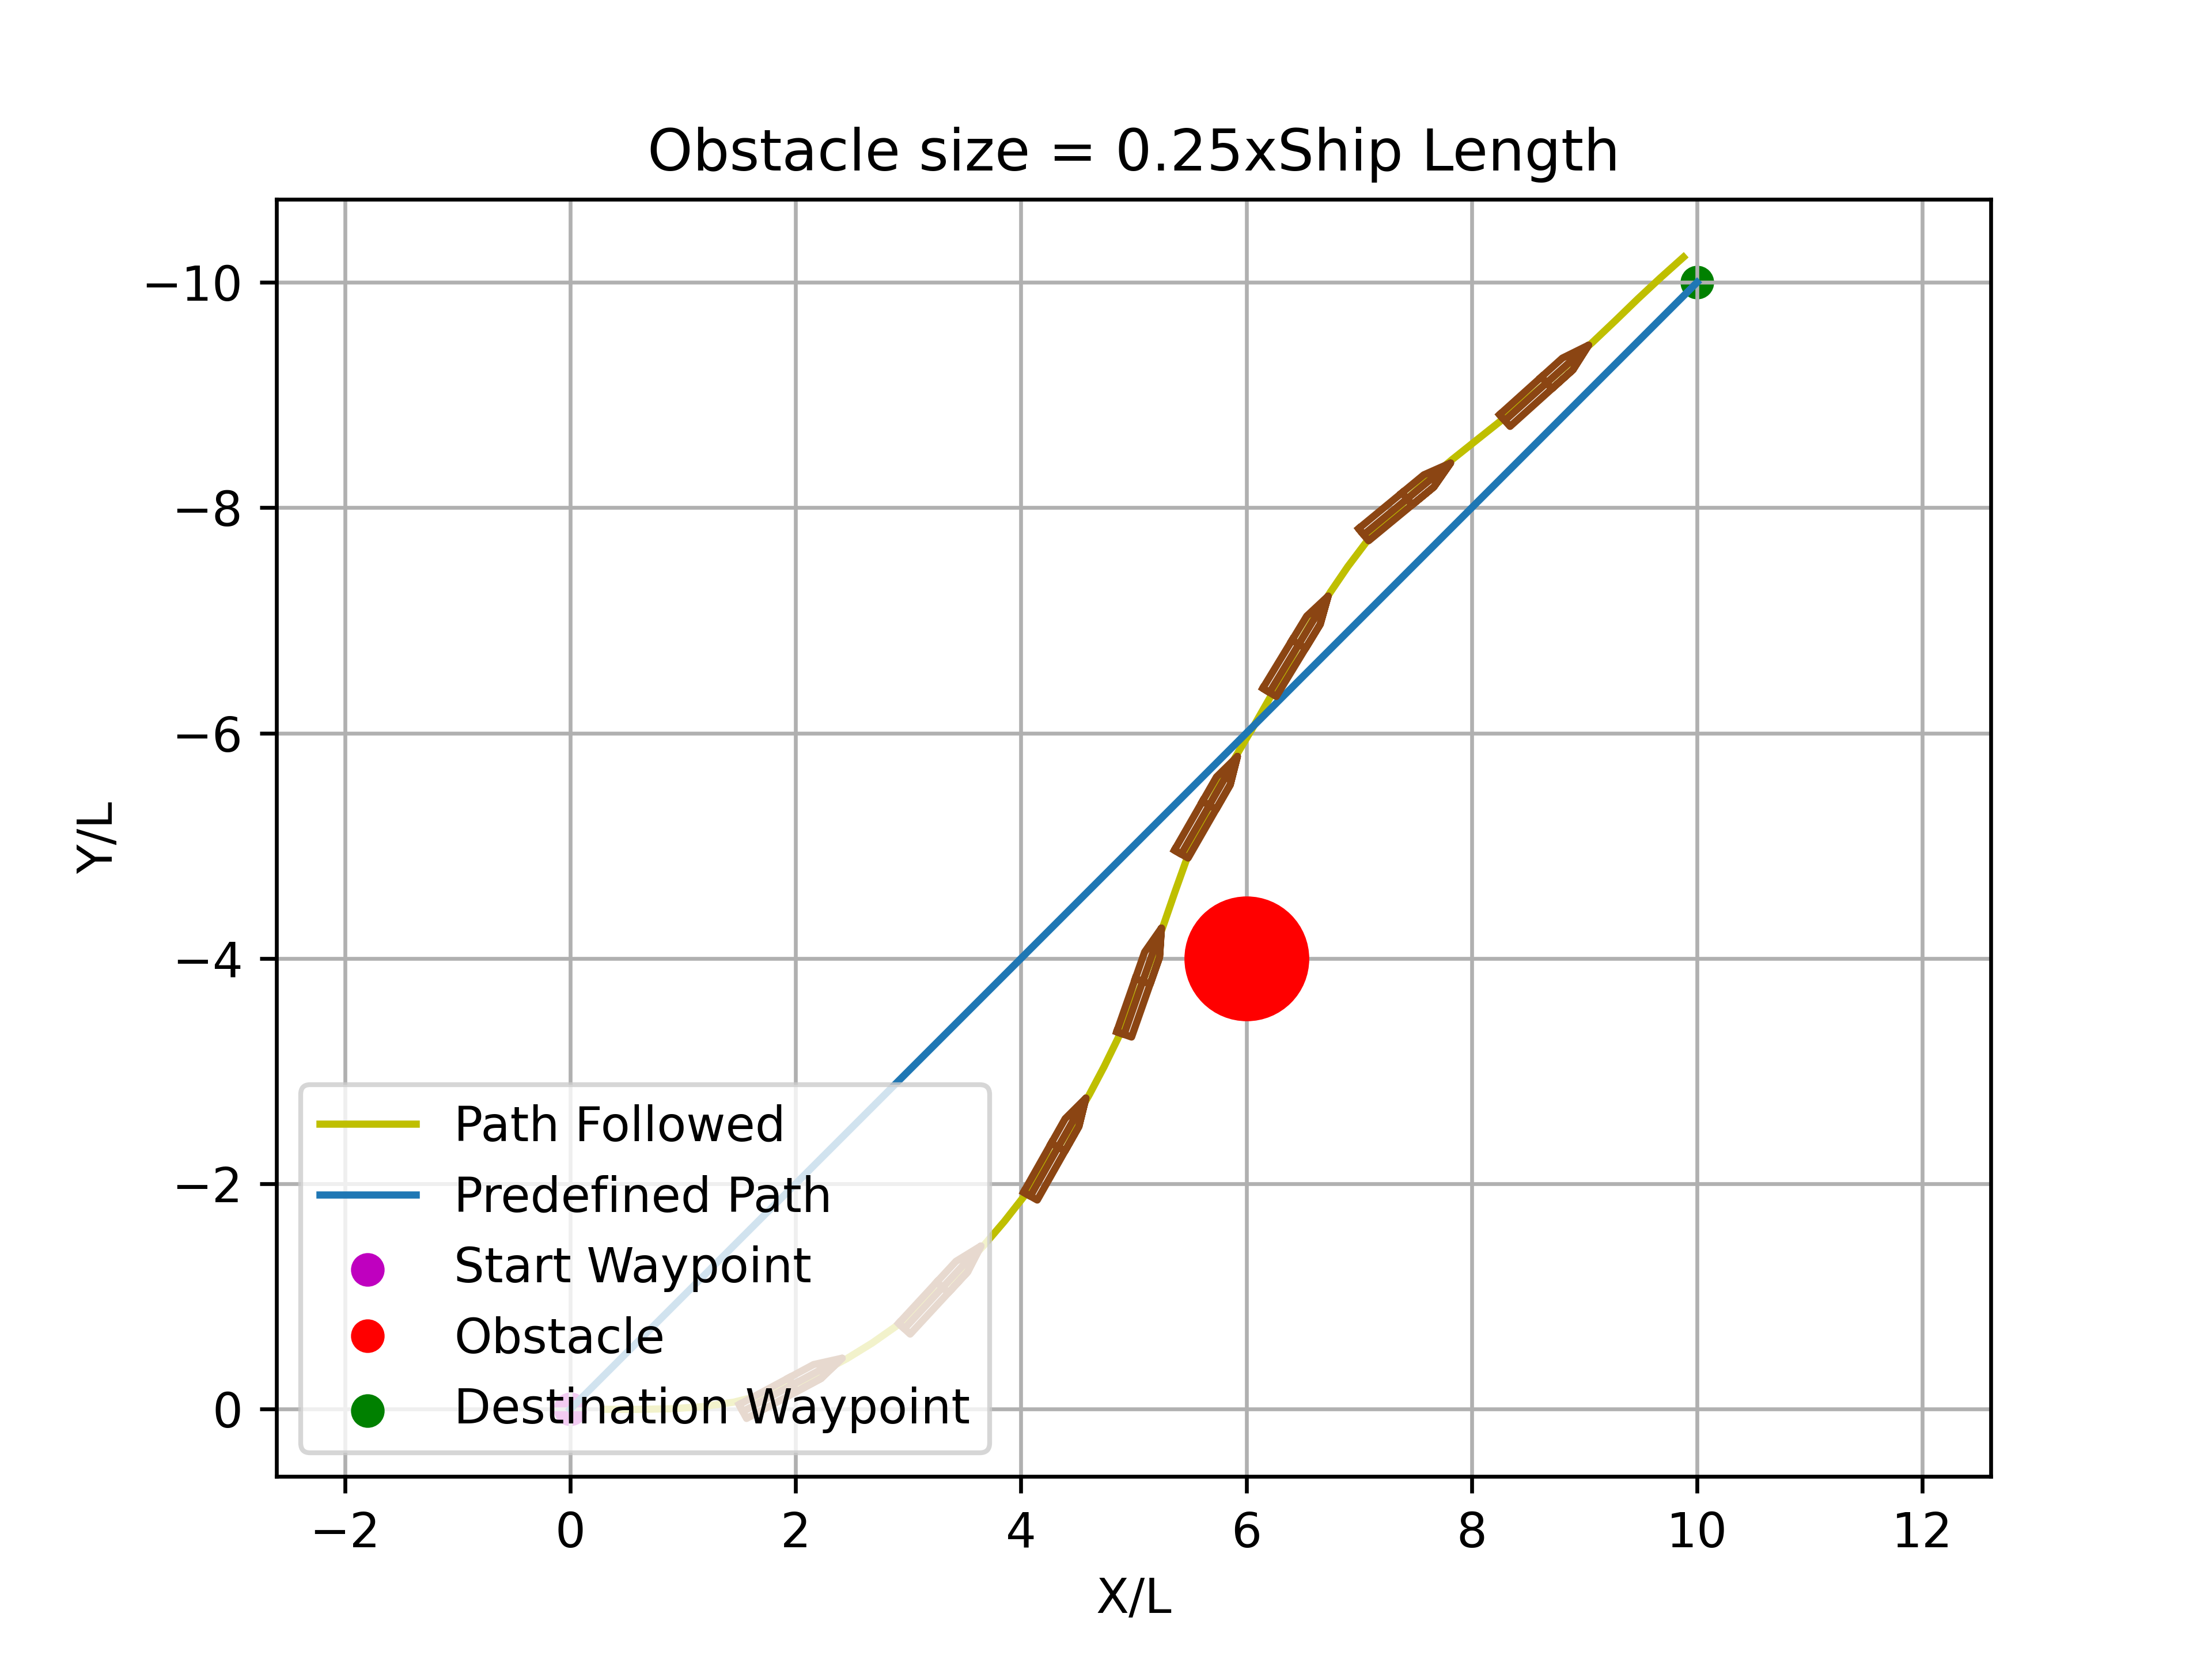 Obstacle size = 0.25xShip Length
−10
−8
−6
−4
−2
0
Y/L
Path Followed
Predefined Path
Start Waypoint
Obstacle
Destination Waypoint
−2 0 2 4 6 8 10 12
X/L